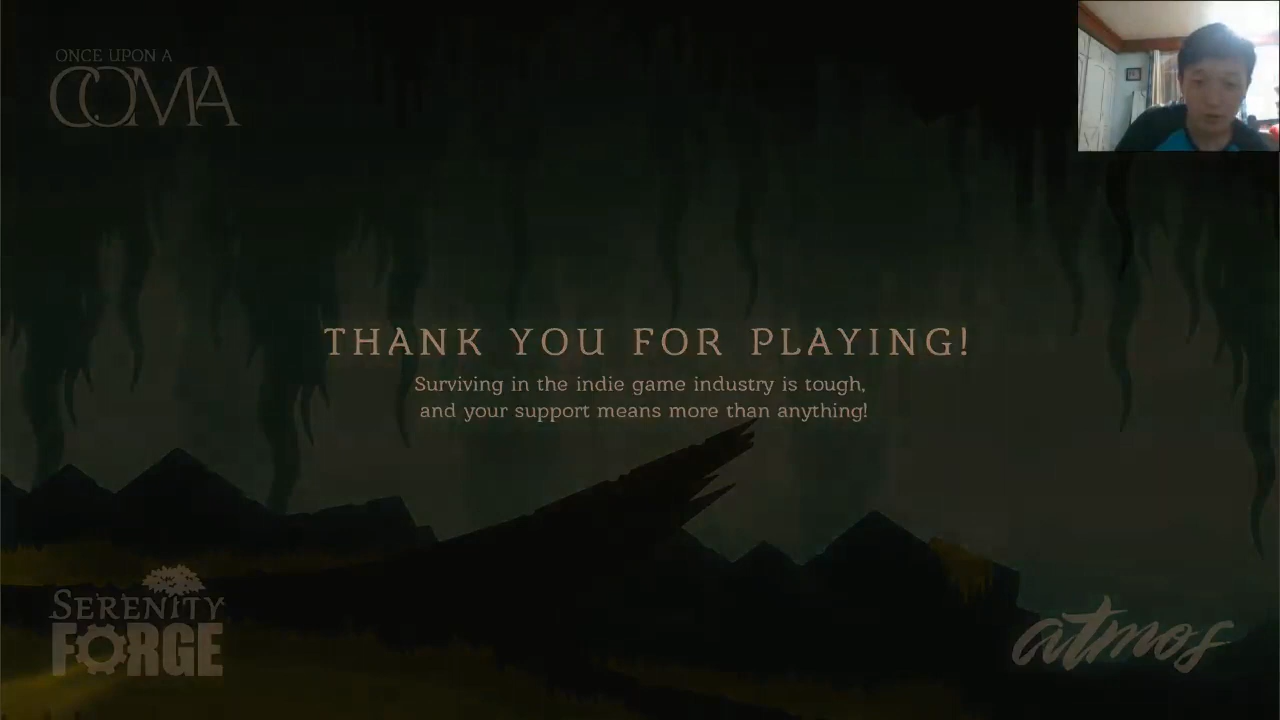 ONCE UPON A
COMA
THANK YOU FOR PLAYING!
Surviving in the indie game industry is tough,
and your support means more than anything!
SERENITY
FORGE
atmos